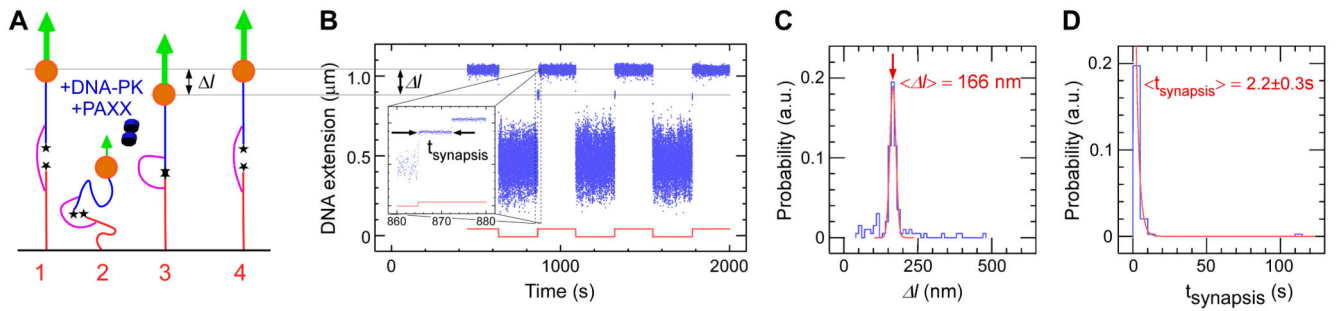 A
+DNA-PK
+PAXX
Δl
1
2
3
4
B
DNA extension (μm)
1.0
0.5
0
Δl
t_synapsis
860
870
880
0
1000
2000
Time (s)
C
Probability (a.u.)
0.2
0.1
0
<Δl> = 166 nm
0
250
500
Δl (nm)
D
Probability (a.u.)
0.2
0.1
0
<t_synapsis> = 2.2±0.3s
0
50
100
t_synapsis (s)